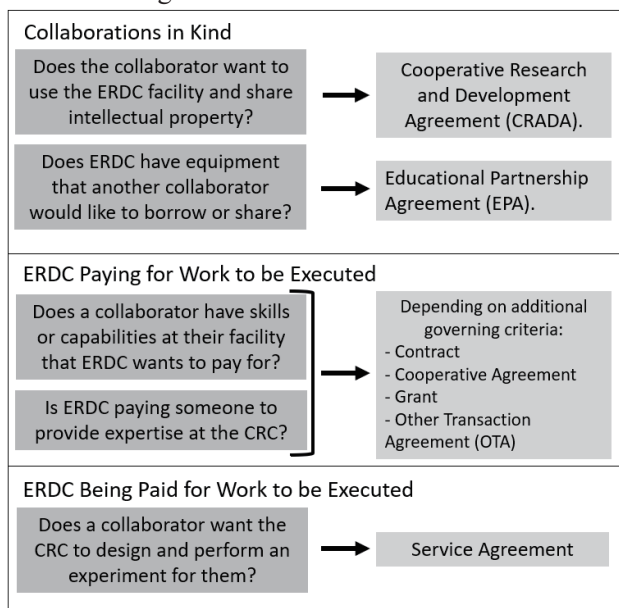 Collaborations in Kind
Does the collaborator want to
use the ERDC facility and share
intellectual property?
Cooperative Research
and Development
Agreement (CRADA).
Does ERDC have equipment
that another collaborator
would like to borrow or share?
Educational Partnership
Agreement (EPA).
ERDC Paying for Work to be Executed
Does a collaborator have skills
or capabilities at their facility
that ERDC wants to pay for?
Is ERDC paying someone to
provide expertise at the CRC?
Depending on additional
governing criteria:
- Contract
- Cooperative Agreement
- Grant
- Other Transaction
Agreement (OTA)
ERDC Being Paid for Work to be Executed
Does a collaborator want the
CRC to design and perform an
experiment for them?
Service Agreement